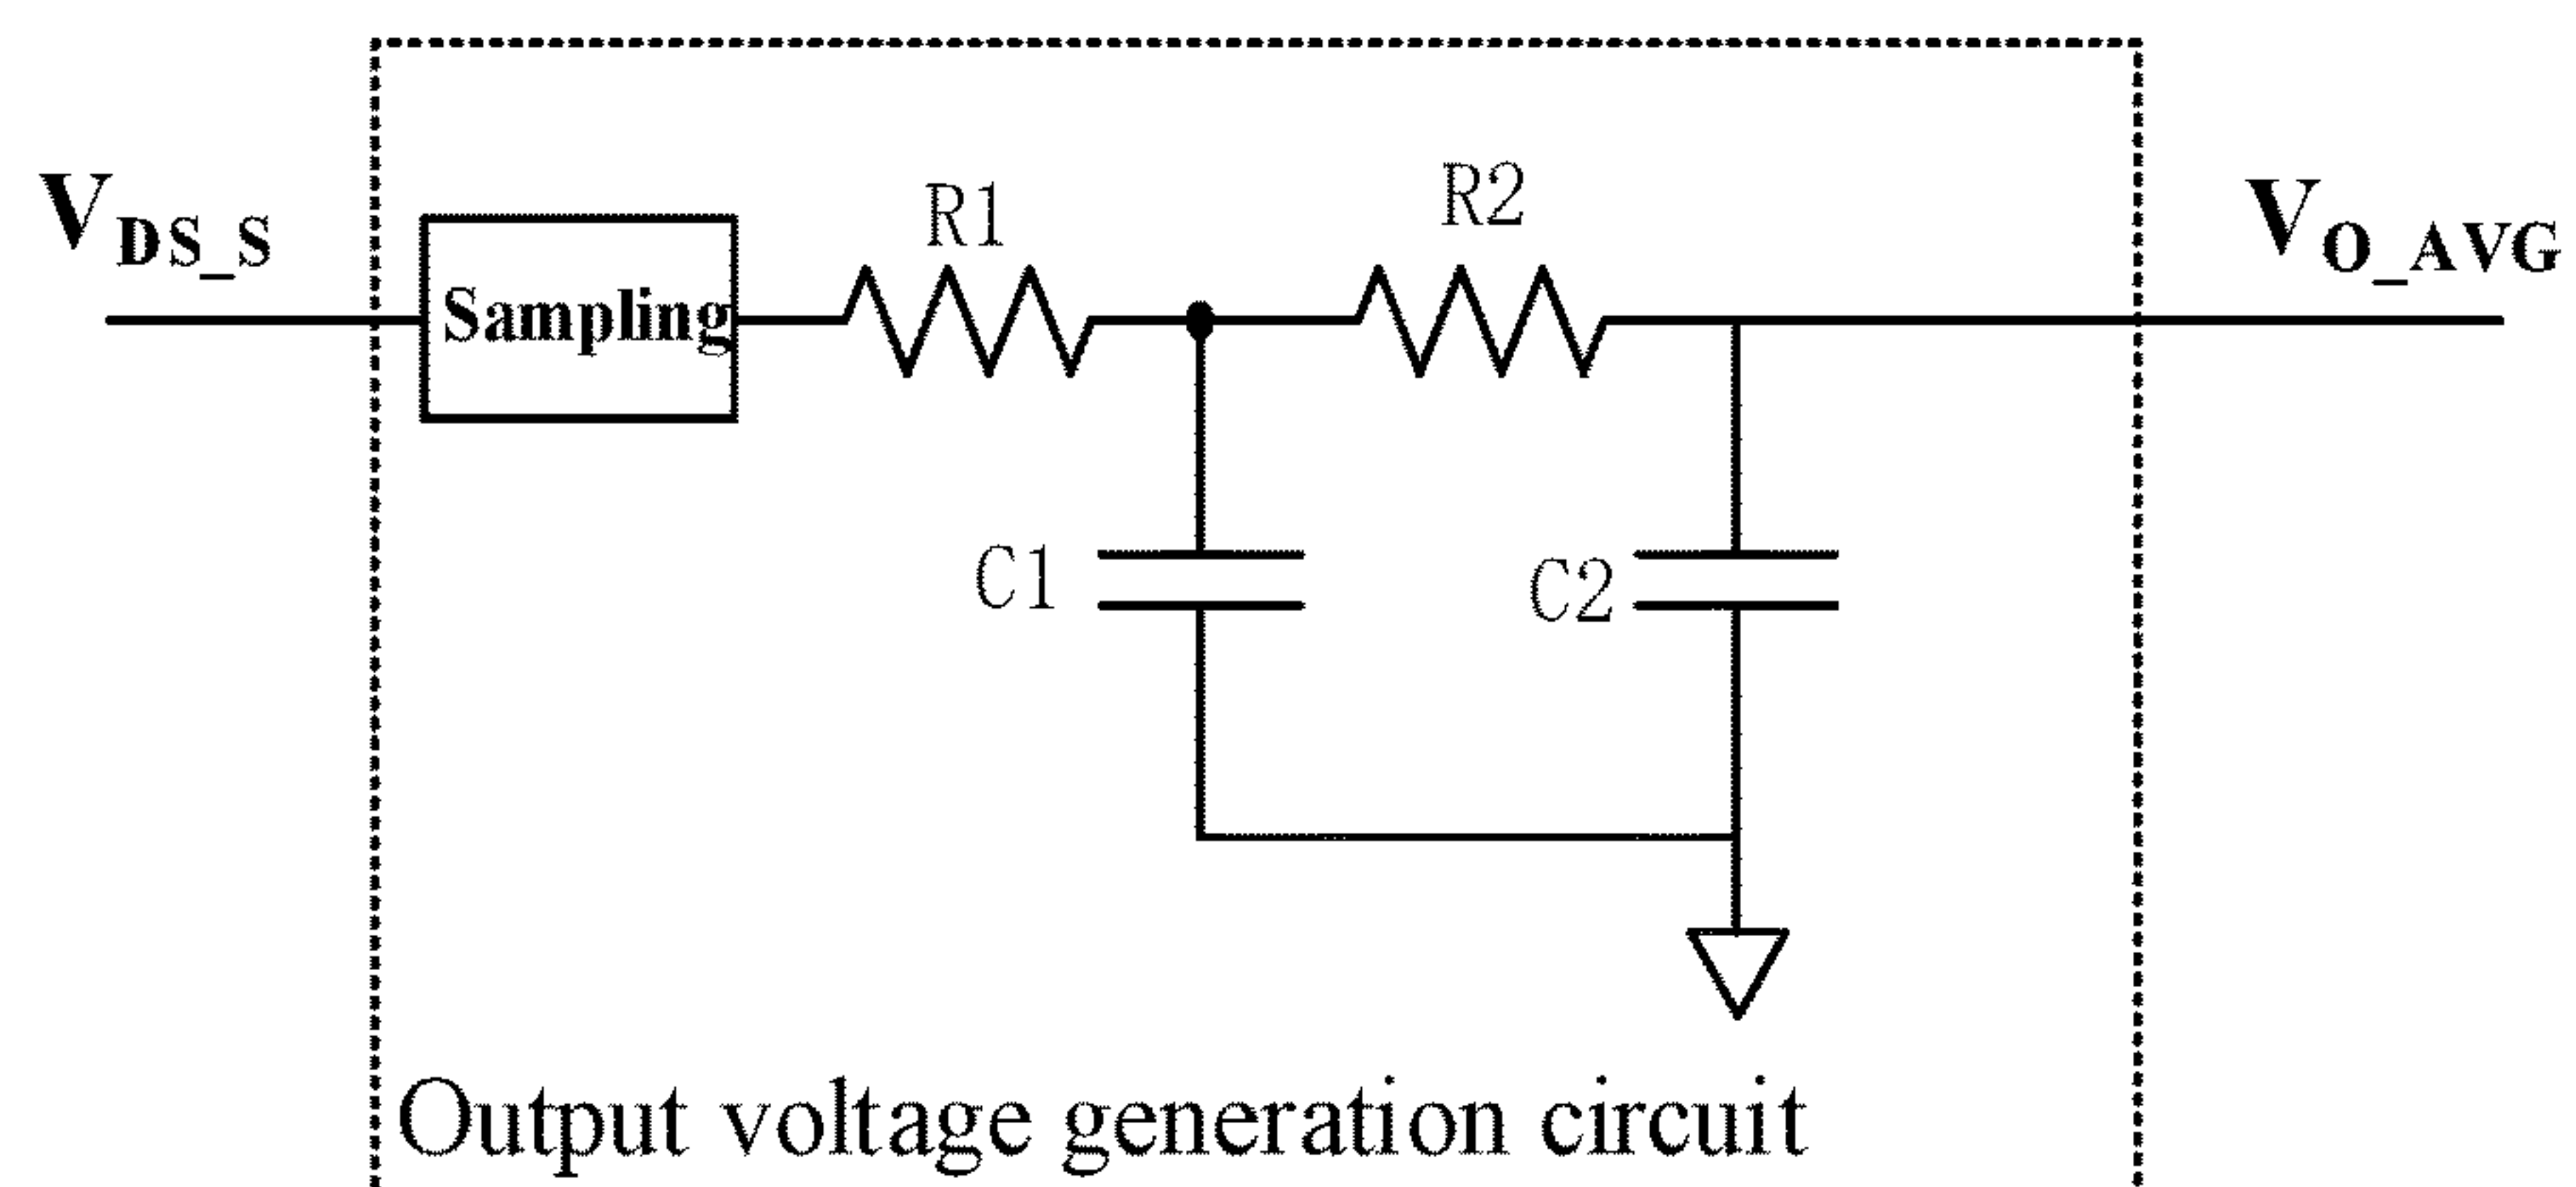 V_DS_S
Sampling
R1
R2
V_O_AVG
C1
C2
Output voltage generation circuit